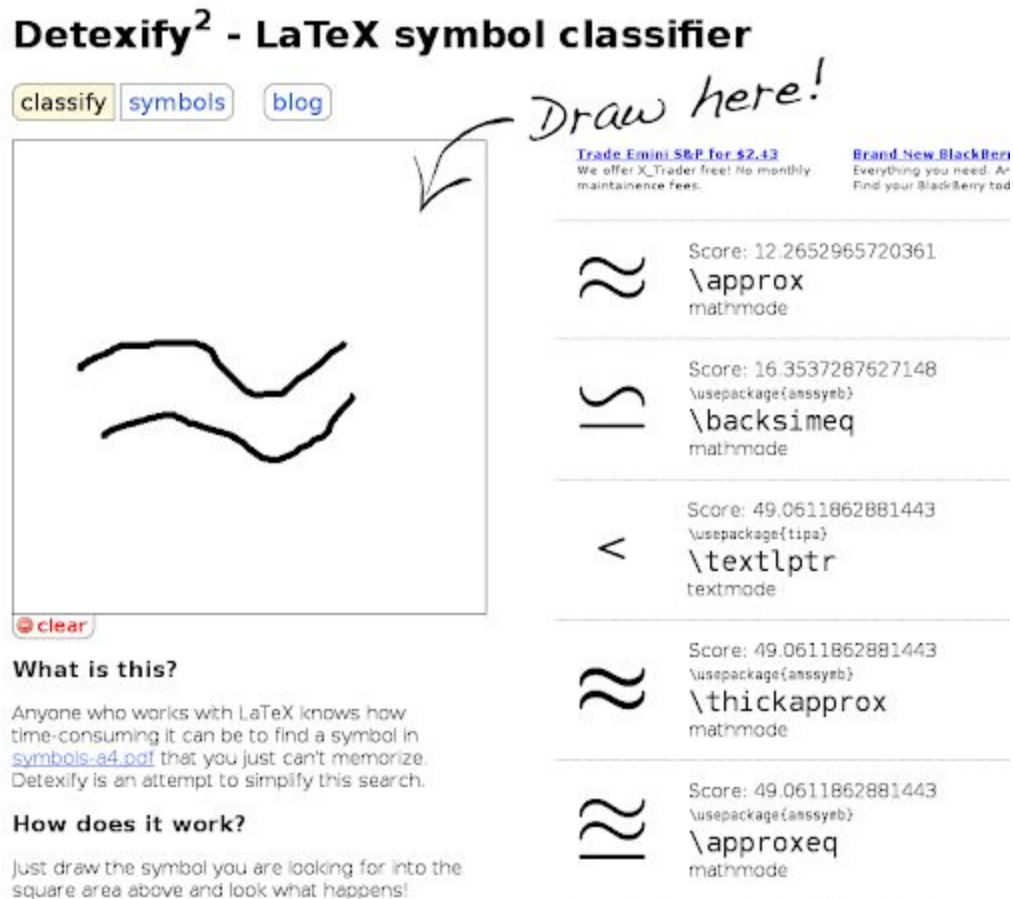 Detexify² - LaTeX symbol classifier
classify symbols blog
Draw here!
Trade Emini S&P for $2.43
We offer X_Trader free! No monthly
maintainence fees.
Brand New BlackBerr
Everything you need. Ar
Find your BlackBerry tod
≈
Score: 12.2652965720361
\approx
mathmode
Score: 16.3537287627148
\usepackage{amssymb}
\backsimeq
mathmode
<
Score: 49.0611862881443
\usepackage{tipa}
\textlptr
textmode
≈
Score: 49.0611862881443
\usepackage{amssymb}
\thickapprox
mathmode
≊
Score: 49.0611862881443
\usepackage{amssymb}
\approxeq
mathmode
clear
What is this?
Anyone who works with LaTeX knows how
time-consuming it can be to find a symbol in
symbols-a4.pdf that you just can't memorize.
Detexify is an attempt to simplify this search.
How does it work?
Just draw the symbol you are looking for into the
square area above and look what happens!